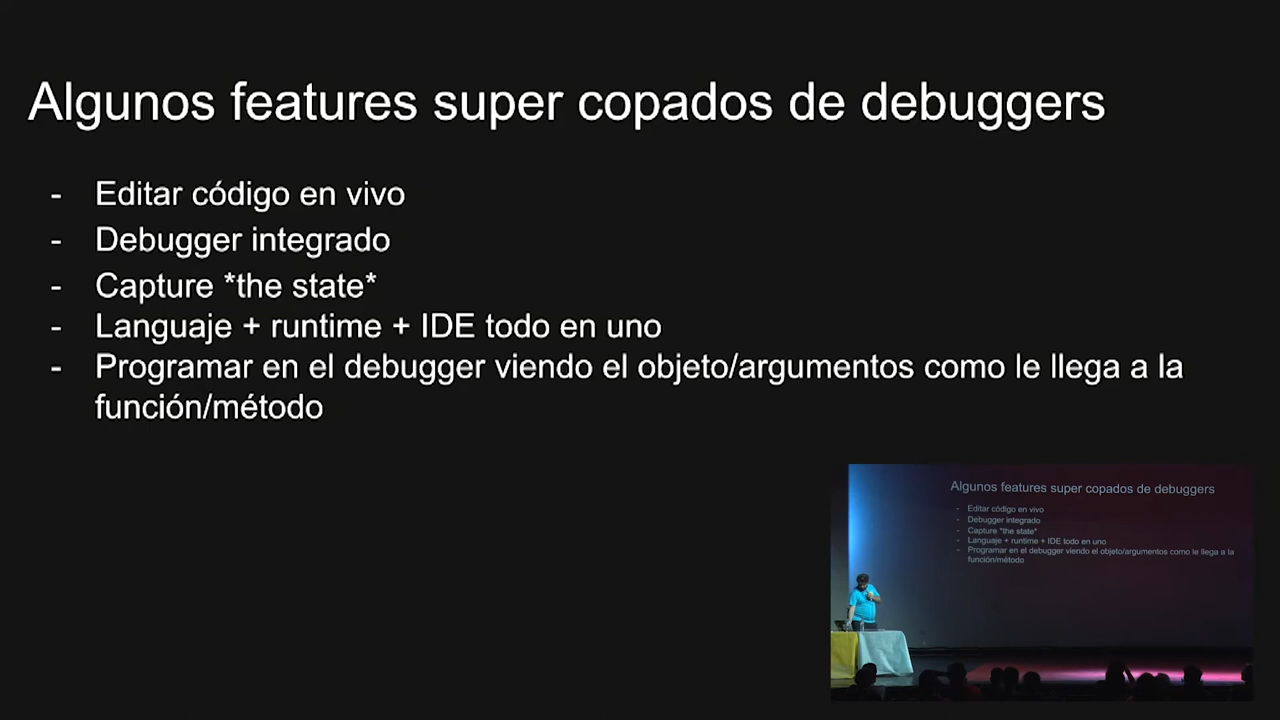 Algunos features super copados de debuggers
- Editar código en vivo
- Debugger integrado
- Capture *the state*
- Languaje + runtime + IDE todo en uno
- Programar en el debugger viendo el objeto/argumentos como le llega a la
función/método
Algunos features super copados de debuggers
- Editar código en vivo
- Debugger integrado
- Capture *the state*
- Languaje + runtime + IDE todo en uno
- Programar en el debugger viendo el objeto/argumentos como le llega a la
función/método